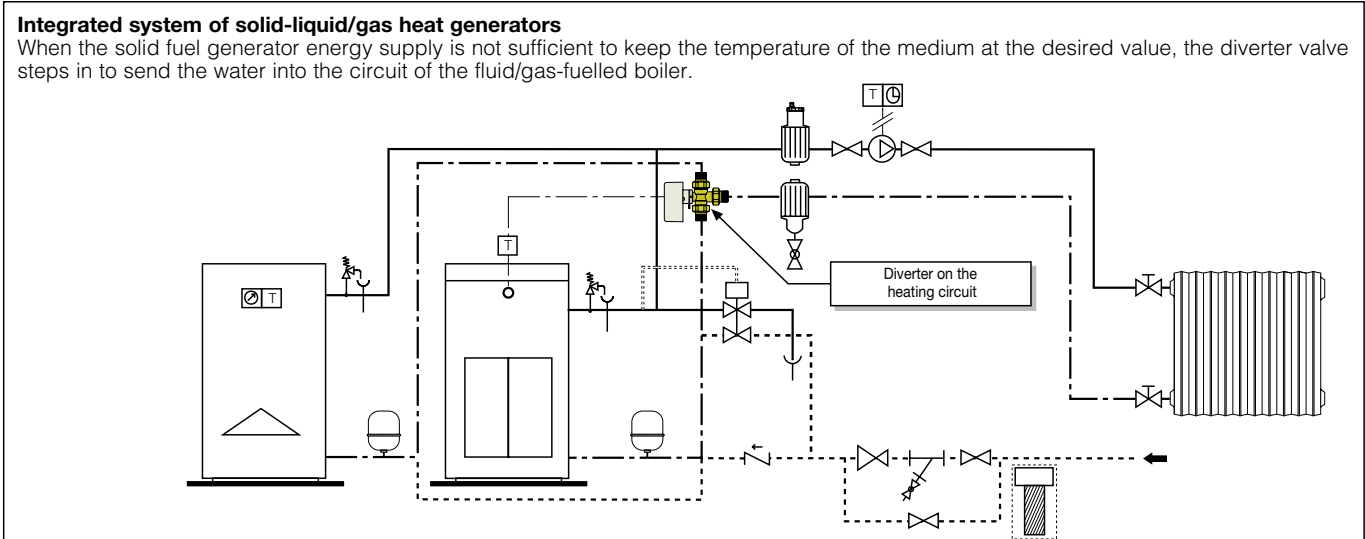 Integrated system of solid-liquid/gas heat generators
When the solid fuel generator energy supply is not sufficient to keep the temperature of the medium at the desired value, the diverter valve
steps in to send the water into the circuit of the fluid/gas-fuelled boiler.
T
T
T
Diverter on the
heating circuit